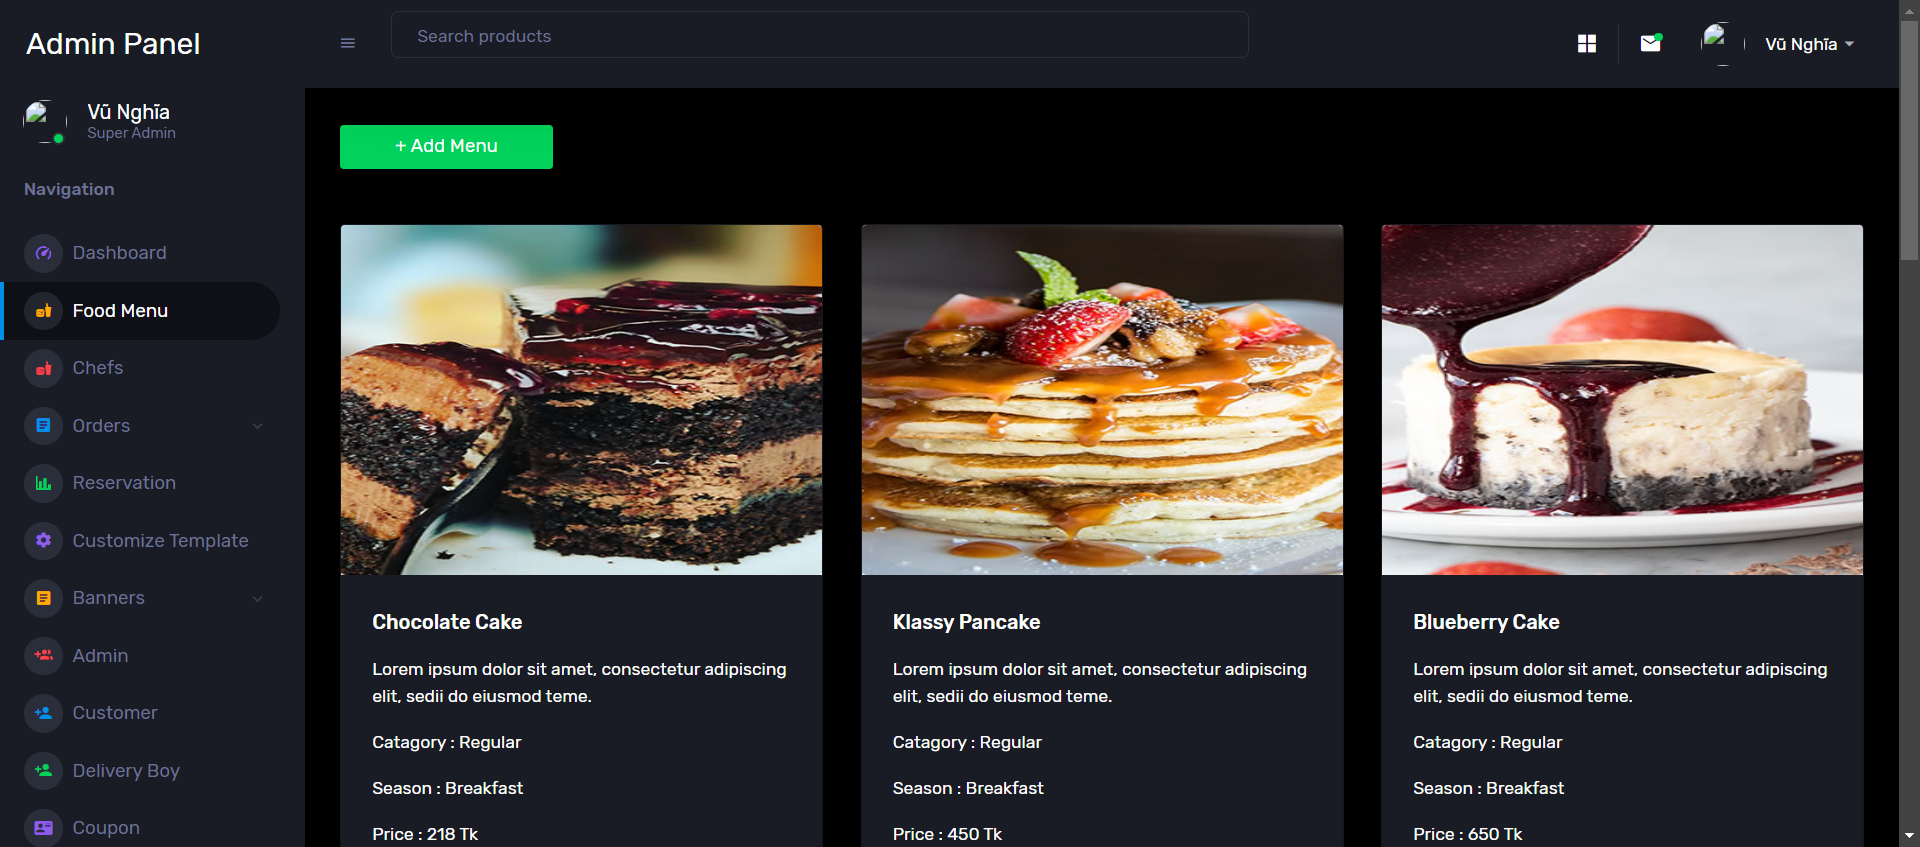 Admin Panel
Search products
Vũ Nghĩa
Vũ Nghĩa
Super Admin
Navigation
Dashboard
Food Menu
Chefs
Orders
Reservation
Customize Template
Banners
Admin
Customer
Delivery Boy
Coupon
+ Add Menu
Chocolate Cake
Lorem ipsum dolor sit amet, consectetur adipiscing
elit, sedii do eiusmod teme.
Catagory : Regular
Season : Breakfast
Price : 218 Tk
Klassy Pancake
Lorem ipsum dolor sit amet, consectetur adipiscing
elit, sedii do eiusmod teme.
Catagory : Regular
Season : Breakfast
Price : 450 Tk
Blueberry Cake
Lorem ipsum dolor sit amet, consectetur adipiscing
elit, sedii do eiusmod teme.
Catagory : Regular
Season : Breakfast
Price : 650 Tk